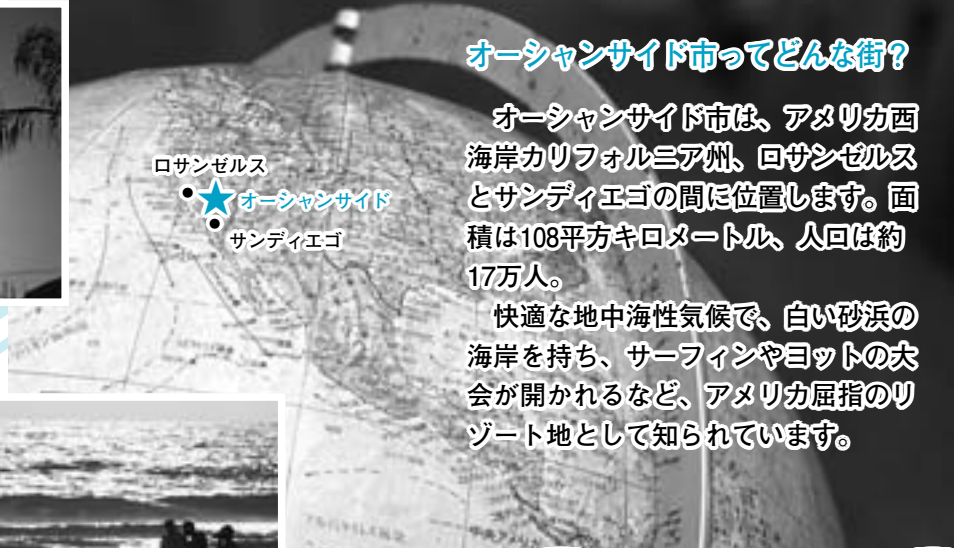 オーシャンサイド市ってどんな街?
オーシャンサイド市は、アメリカ西
海岸カリフォルニア州、ロサンゼルス
とサンディエゴの間に位置します。面
積は108平方キロメートル、人口は約
17万人。
快適な地中海性気候で、白い砂浜の
海岸を持ち、サーフィンやヨットの大
会が開かれるなど、アメリカ屈指のリ
ゾート地として知られています。
ロサンゼルス
オーシャンサイド
サンディエゴ